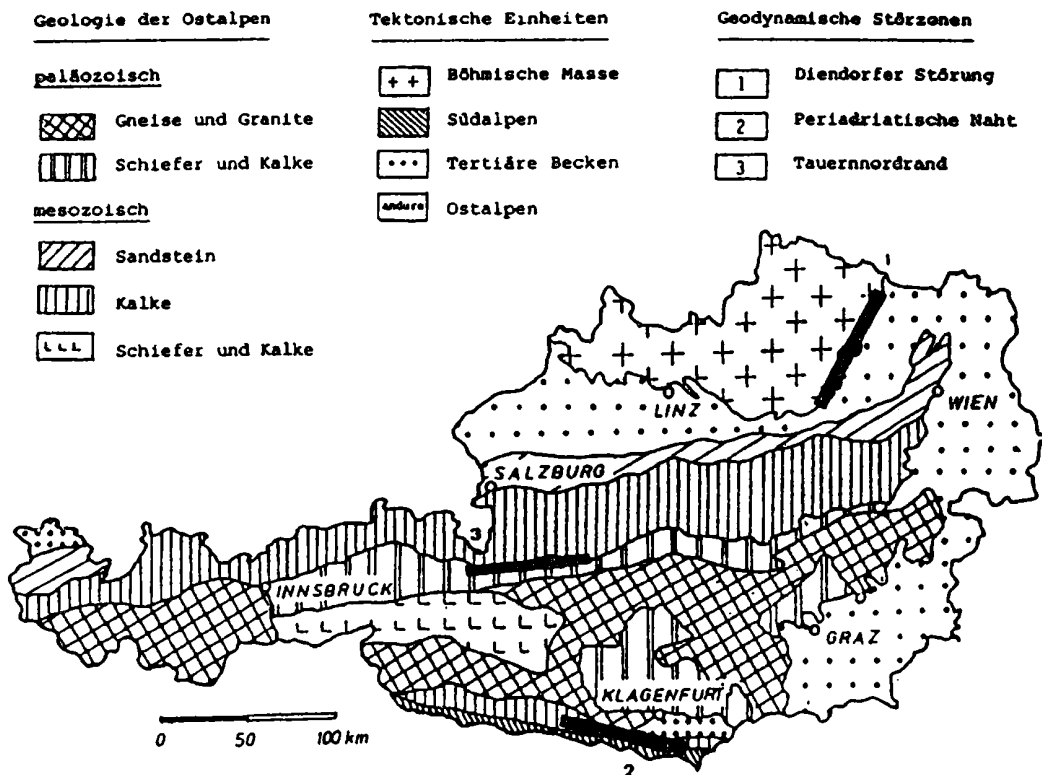 Geologie der Ostalpen
paläozoisch
Gneise und Granite
Schiefer und Kalke
mesozoisch
Sandstein
Kalke
Schiefer und Kalke
Tektonische Einheiten
Böhmische Masse
Südalpen
Tertiäre Becken
andere Ostalpen
Geodynamische Störzonen
1 Diendorfer Störung
2 Periadriatische Naht
3 Tauernnordrand
1
LINZ
WIEN
SALZBURG
3
INNSBRUCK
GRAZ
KLAGENFURT
0 50 100 km
2